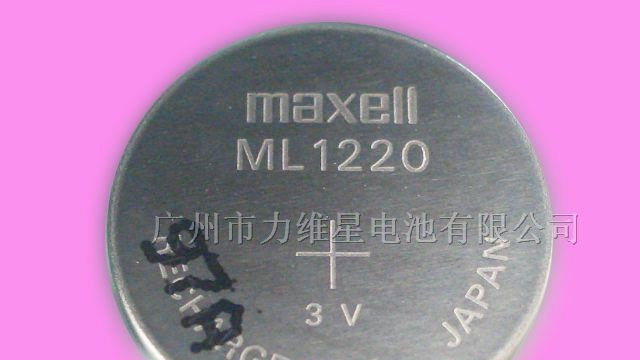 maxell
ML1220
广州市力维星电池有限公司
3 V
JAPAN